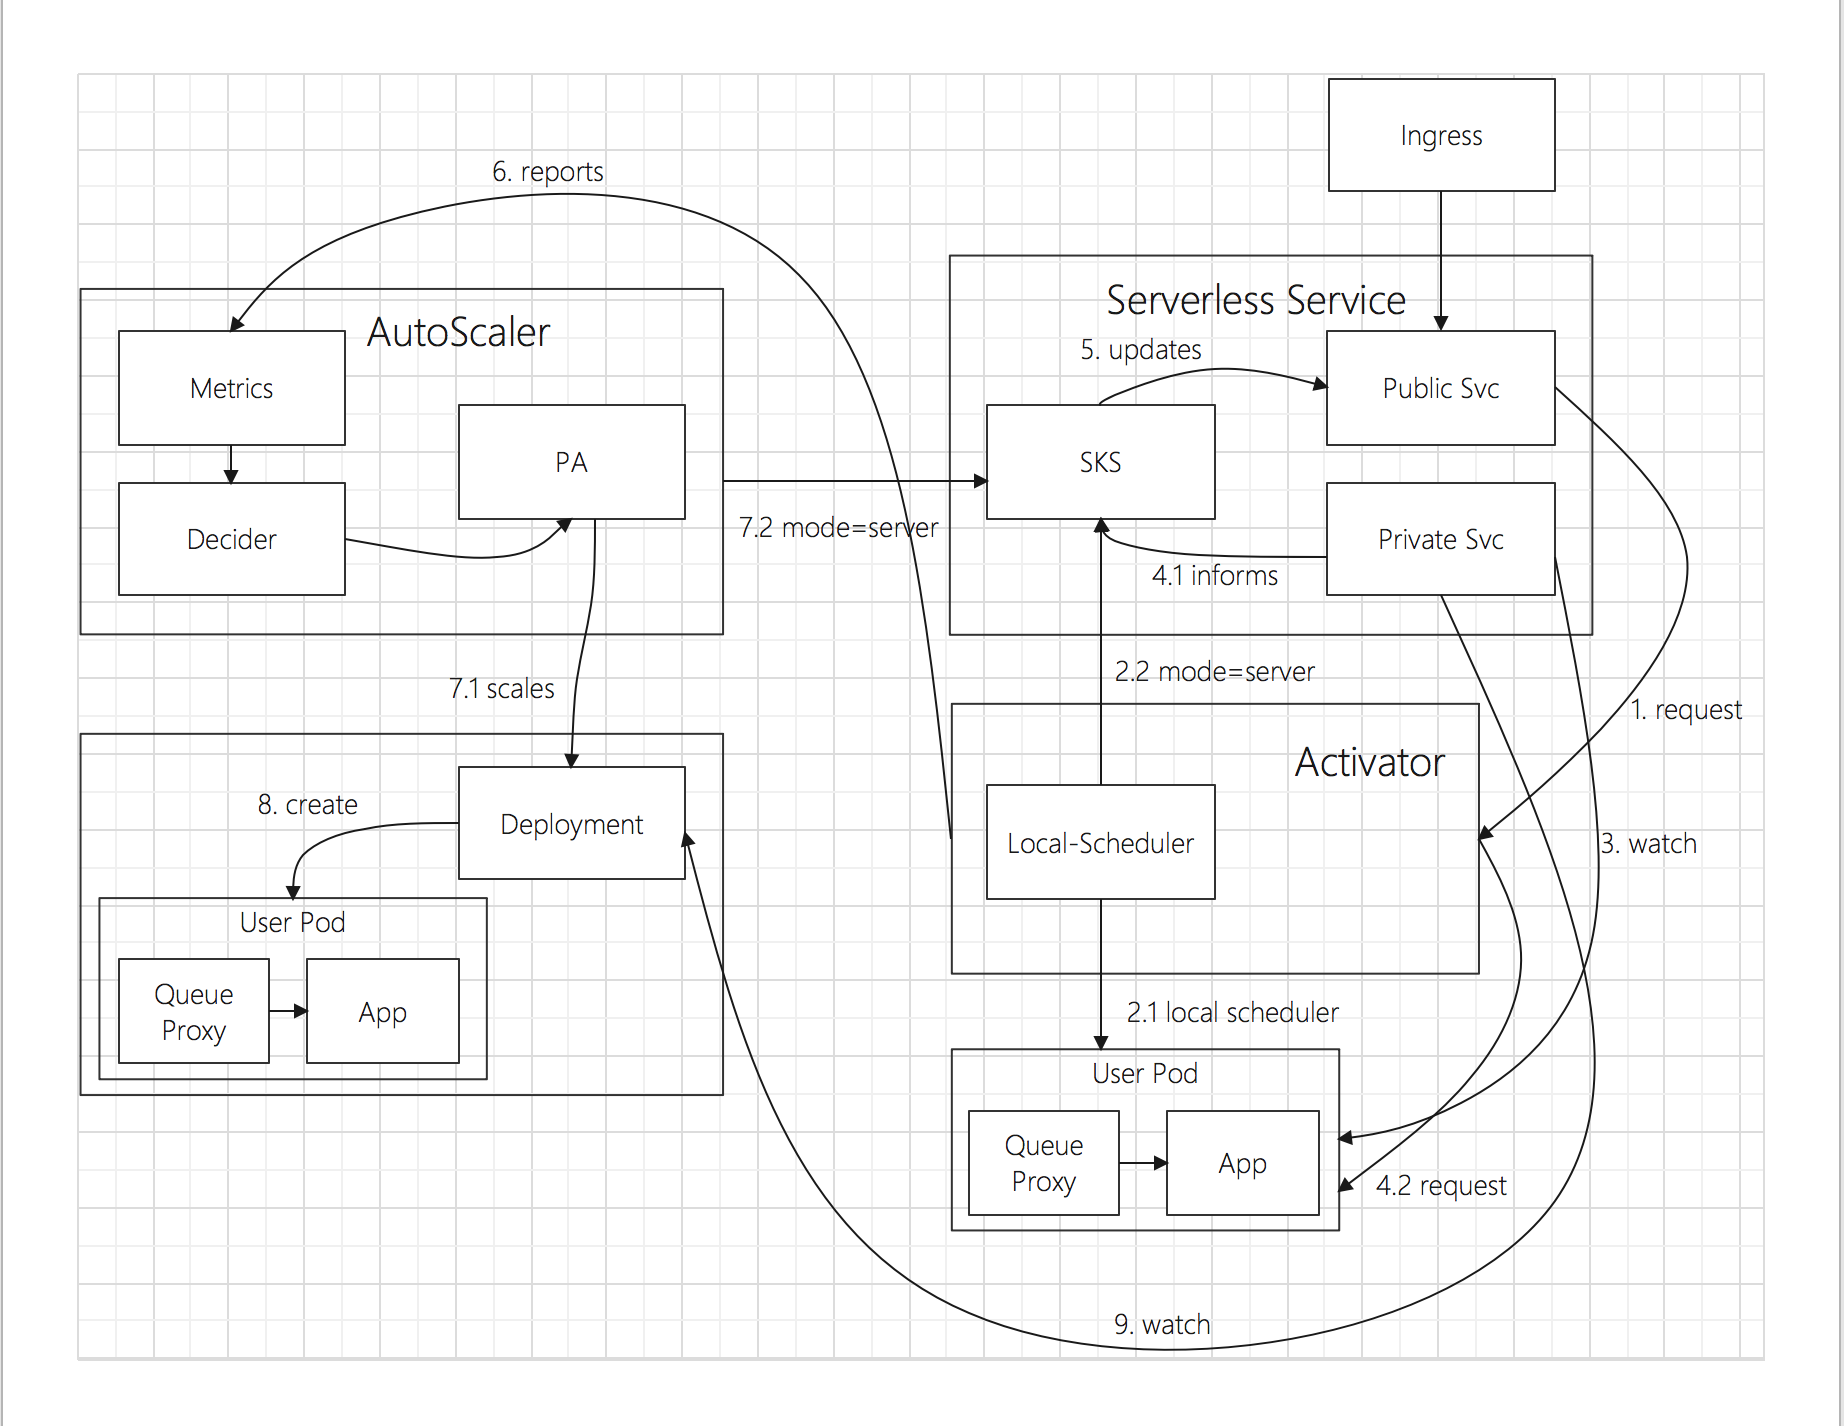 Ingress
6. reports
Serverless Service
AutoScaler
5. updates
Metrics
Public Svc
PA
SKS
7.2 mode=server
Decider
Private Svc
4.1 informs
2.2 mode=server
7.1 scales
1. request
Activator
8. create
Deployment
Local-Scheduler
3. watch
User Pod
Queue
Proxy
App
2.1 local scheduler
User Pod
Queue
Proxy
App
4.2 request
9. watch